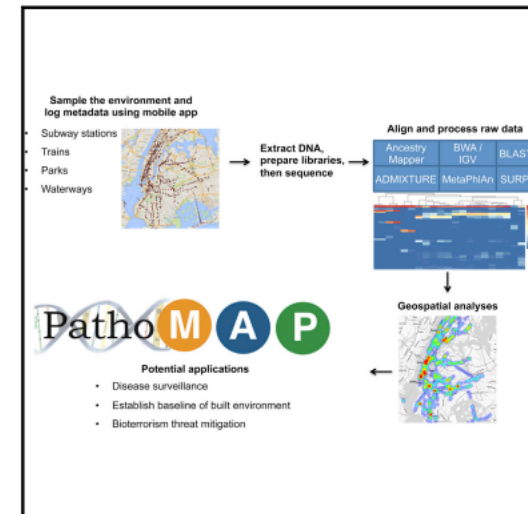 Sample the environment and
log metadata using mobile app
• Subway stations
• Trains
• Parks
• Waterways
Extract DNA,
prepare libraries,
then sequence
Align and process raw data
Ancestry
Mapper
BWA /
IGV
BLAST
ADMIXTURE
MetaPhlAn
SURP
Geospatial analyses
PathoMAP
Potential applications
• Disease surveillance
• Establish baseline of built environment
• Bioterrorism threat mitigation